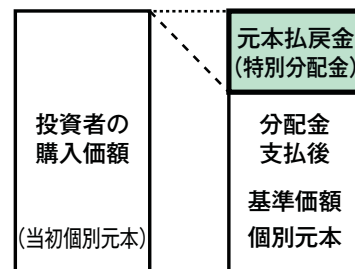 投資者の
購入価額
(当初個別元本)
元本払戻金
(特別分配金)
分配金
支払後
基準価額
個別元本